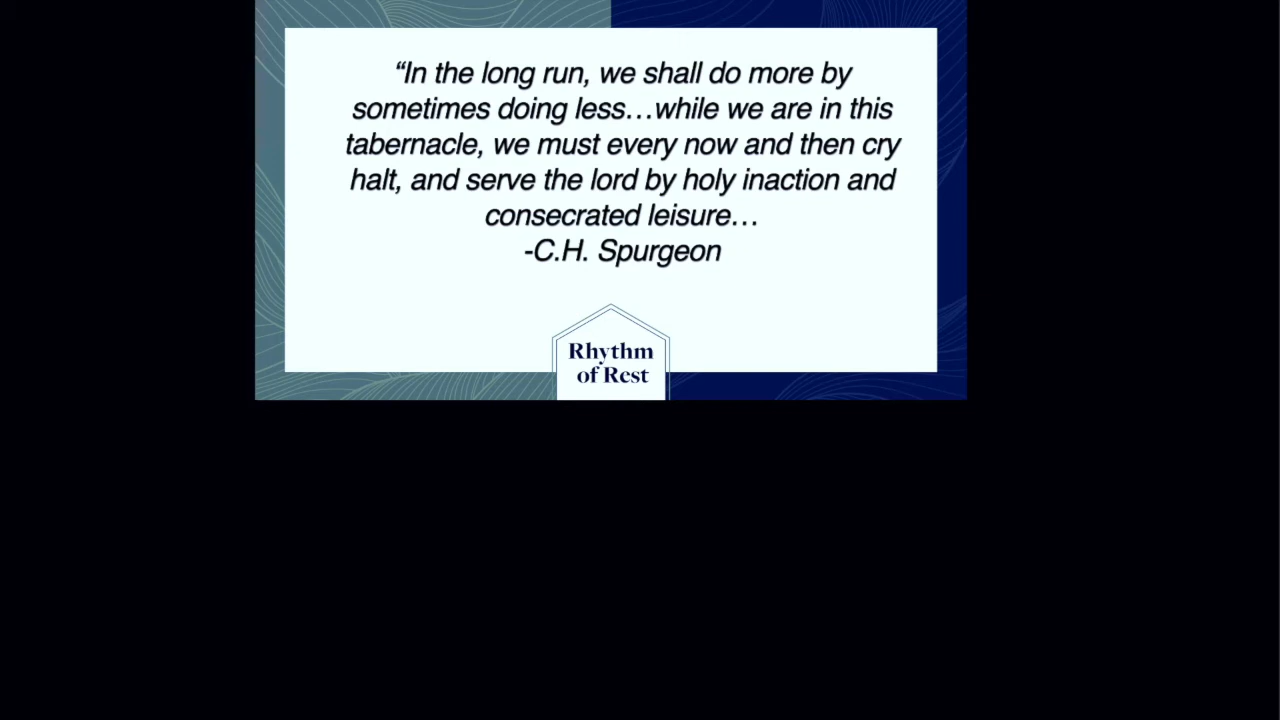 “In the long run, we shall do more by
sometimes doing less…while we are in this
tabernacle, we must every now and then cry
halt, and serve the lord by holy inaction and
consecrated leisure…
-C.H. Spurgeon
Rhythm
of Rest